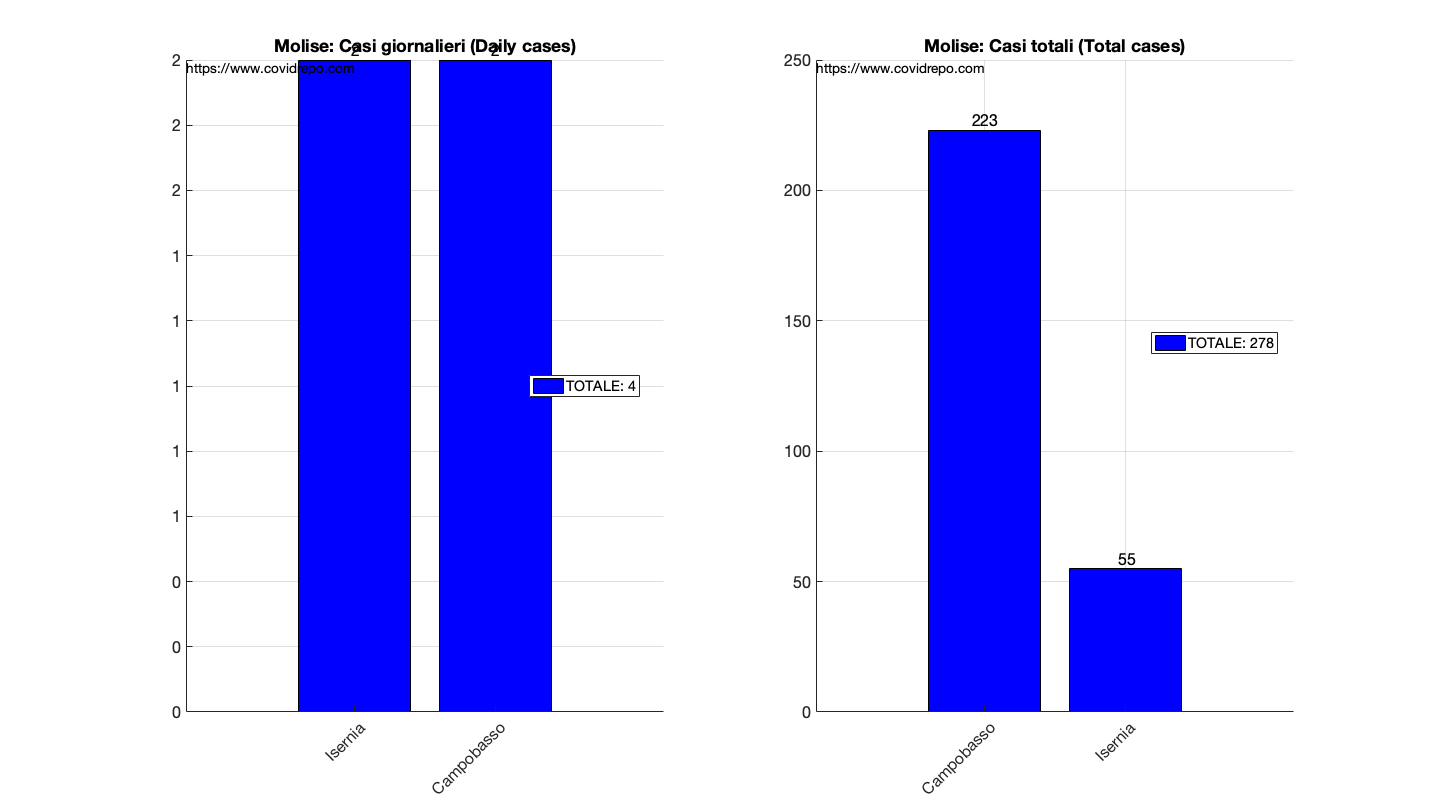 Molise: Casi giornalieri (Daily cases)
2
2
https://www.covidrepo.com
2
2
2
1
1
1
1
1
0
0
0
TOTALE: 4
Isernia
Campobasso
Molise: Casi totali (Total cases)
https://www.covidrepo.com
250
200
150
100
50
0
223
55
TOTALE: 278
Campobasso
Isernia